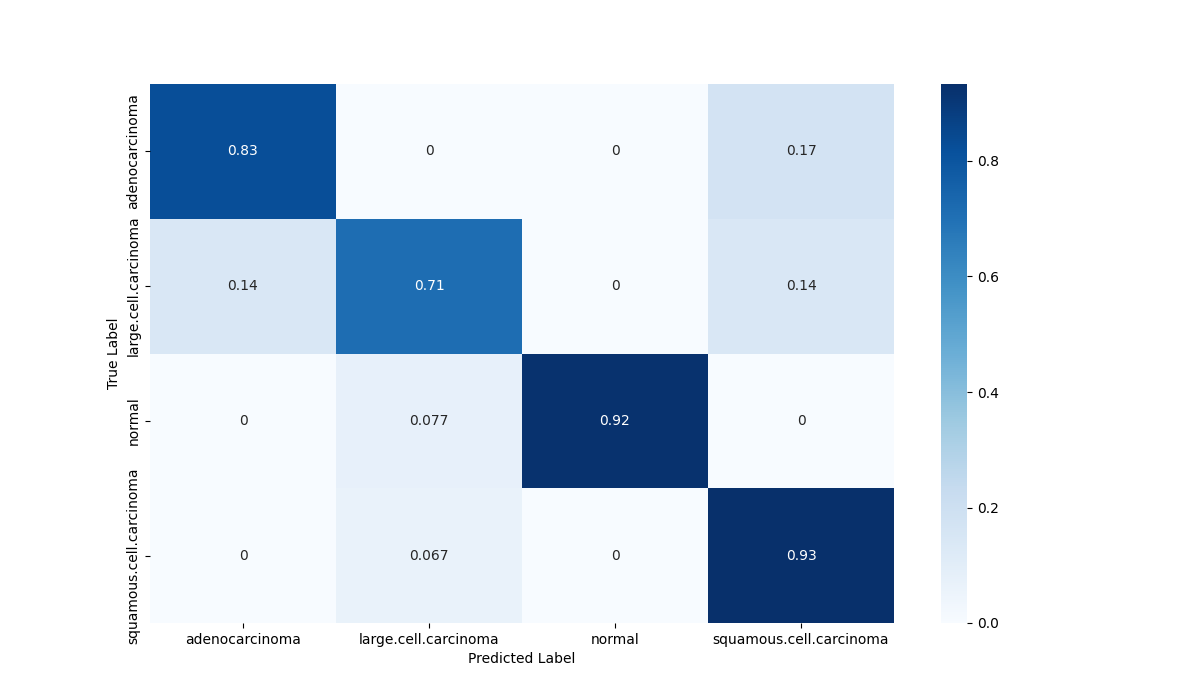 True Label
adenocarcinoma
0.83 0 0 0.17
large.cell.carcinoma
0.14 0.71 0 0.14
normal
0 0.077 0.92 0
squamous.cell.carcinoma
0 0.067 0 0.93
adenocarcinoma large.cell.carcinoma normal squamous.cell.carcinoma
Predicted Label
0.8
0.6
0.4
0.2
0.0